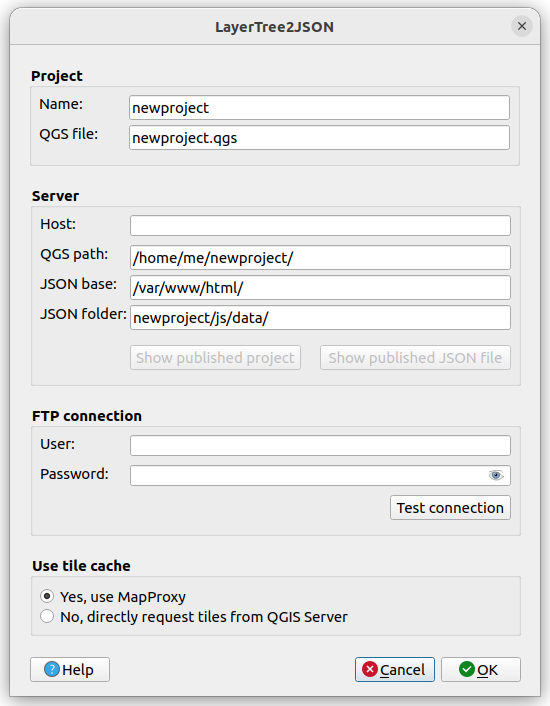 LayerTree2JSON
Project
Name: newproject
QGS file: newproject.qgs
Server
Host:
QGS path: /home/me/newproject/
JSON base: /var/www/html/
JSON folder: newproject/js/data/
Show published project Show published JSON file
FTP connection
User:
Password:
Test connection
Use tile cache
Yes, use MapProxy
No, directly request tiles from QGIS Server
Help Cancel OK